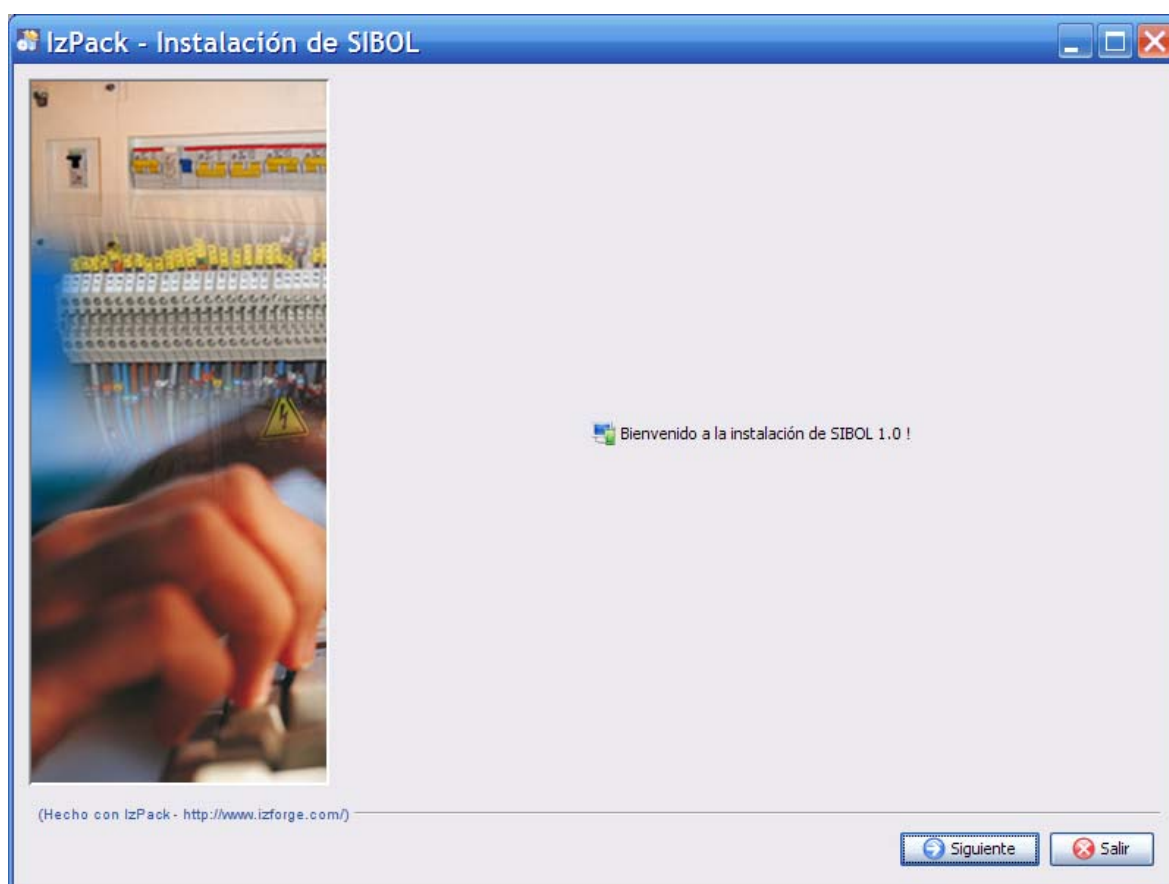 IzPack - Instalación de SIBOL
Bienvenido a la instalación de SIBOL 1.0 !
(Hecho con IzPack - http://www.izforge.com/)
Siguiente
Salir